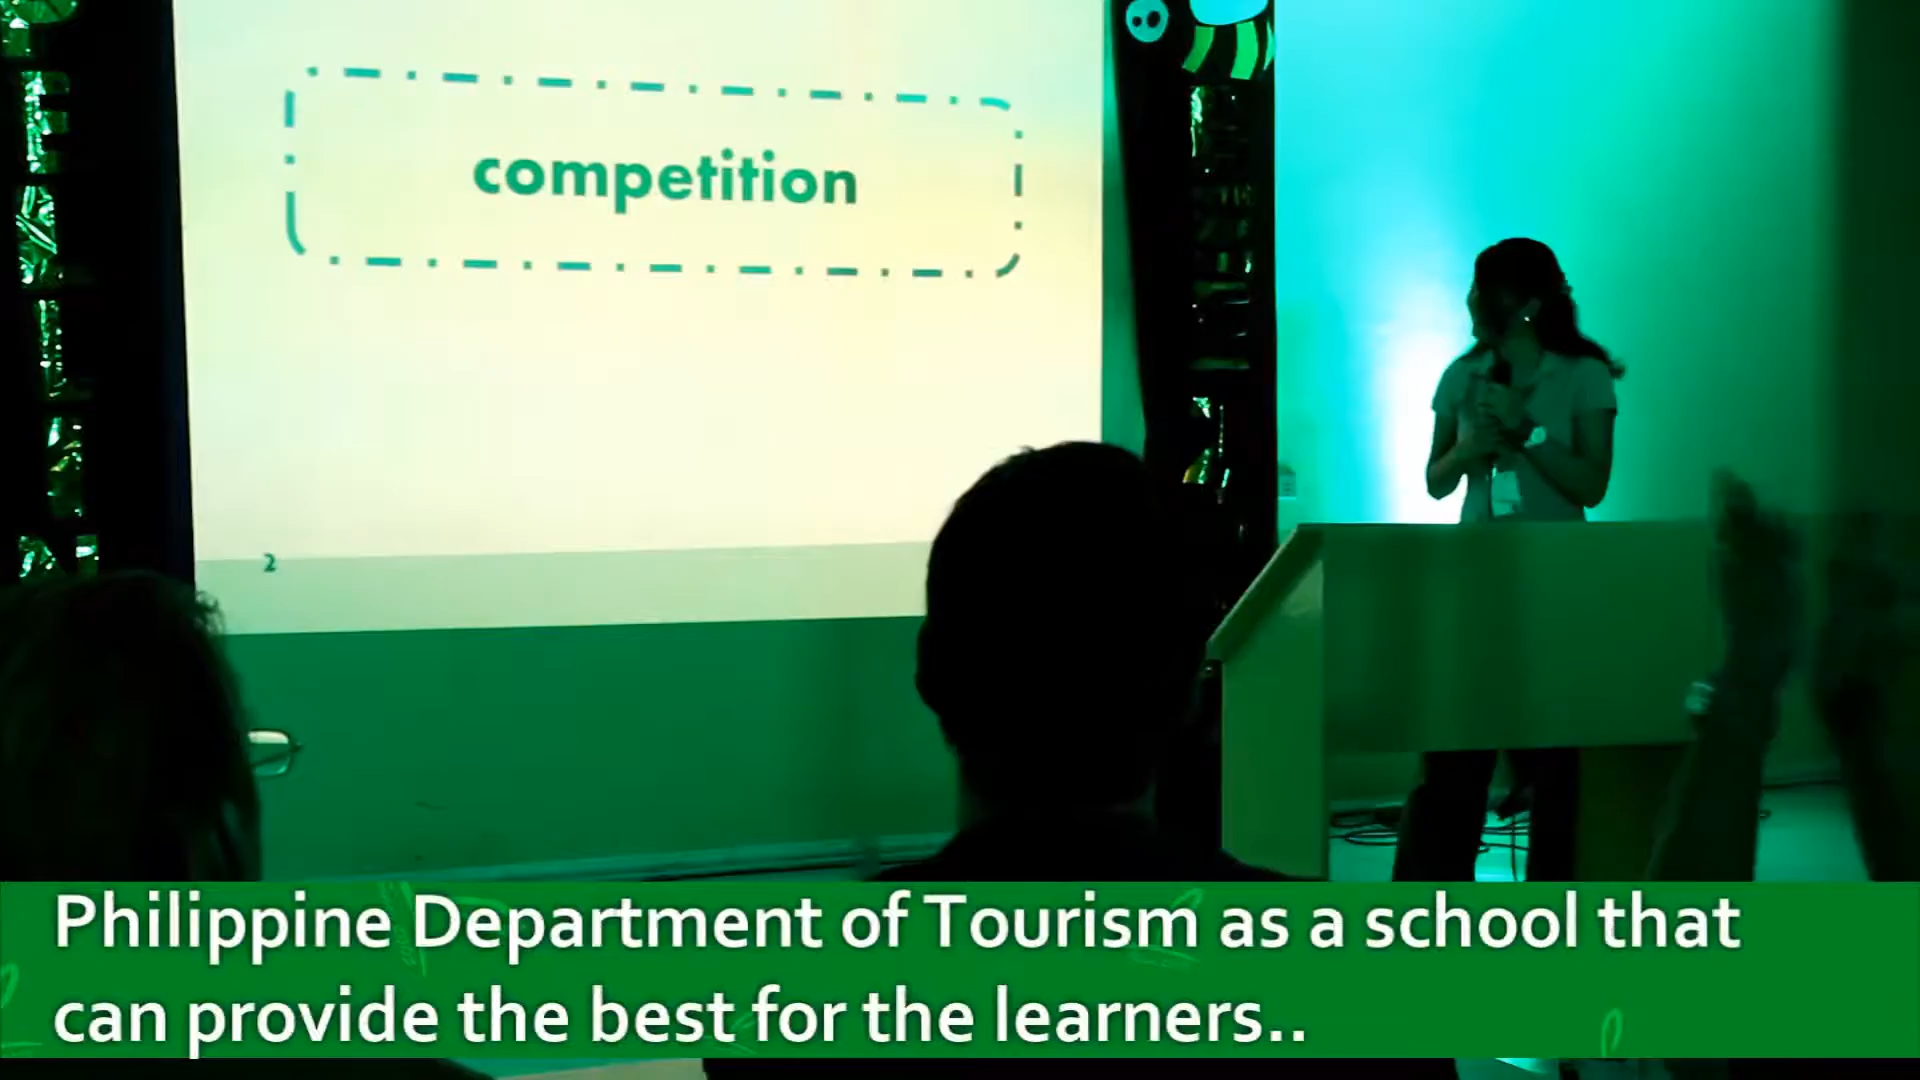 competition
2
Philippine Department of Tourism as a school that
can provide the best for the learners..